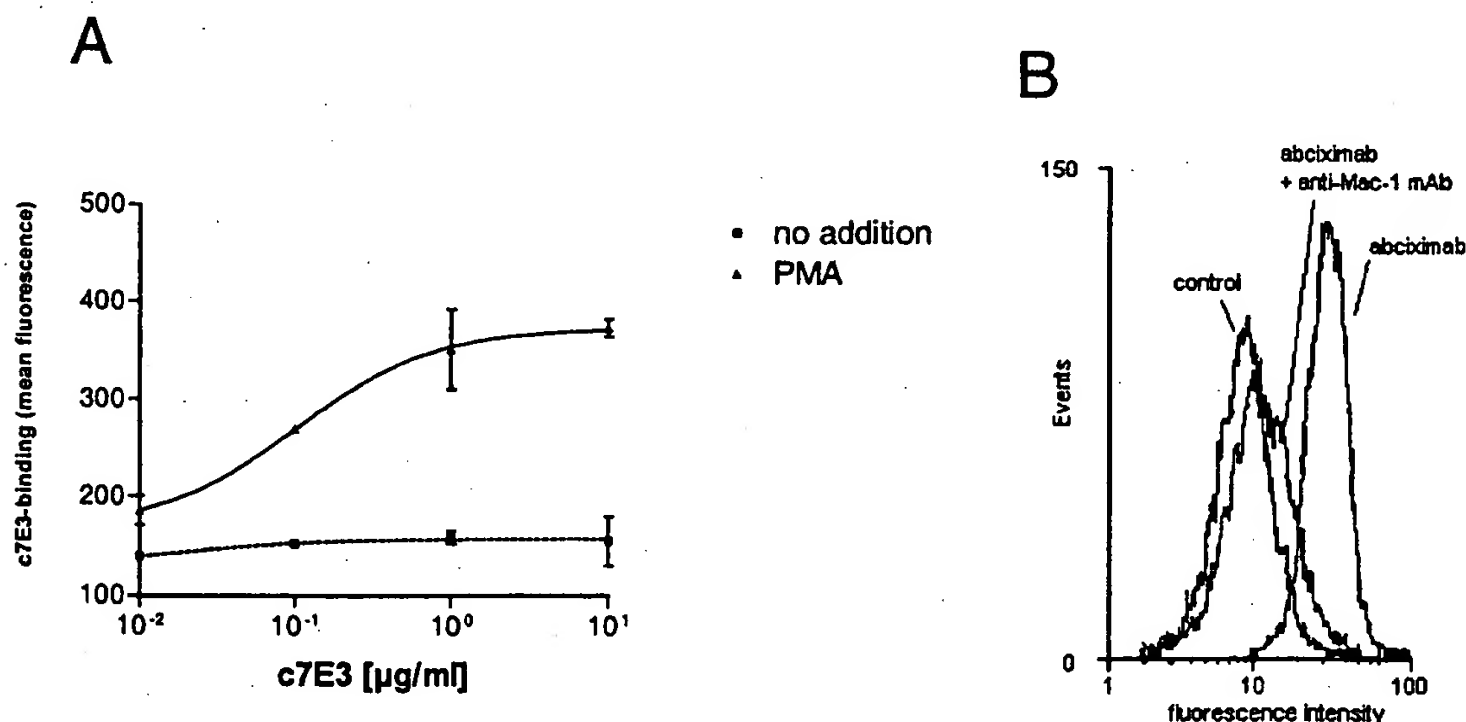 A
c7E3-binding (mean fluorescence)
500
400
300
200
100
10-2
10-1
100
101
c7E3 [µg/ml]
no addition
PMA
B
150
0
Events
abciximab
+ anti-Mac-1 mAb
abciximab
control
1
10
100
fluorescence intensity